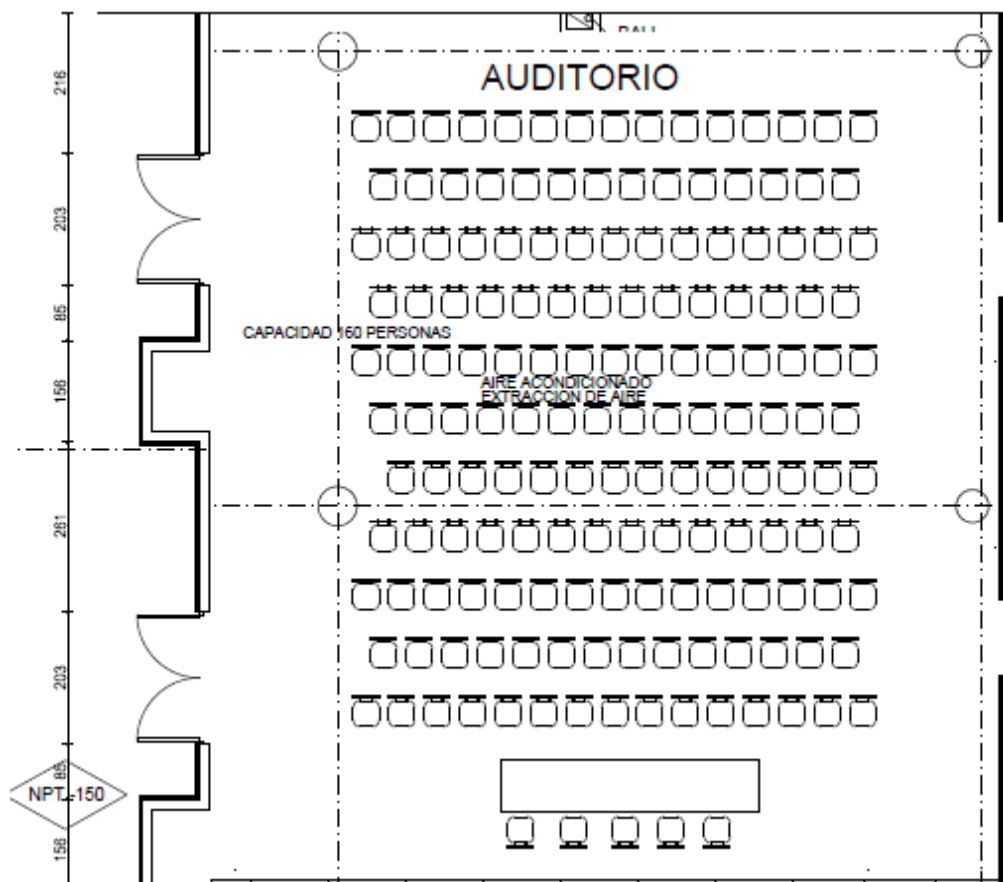 AUDITORIO
216
203
85
CAPACIDAD 160 PERSONAS
156
AIRE ACONDICIONADO
EXTRACCION DE AIRE
261
203
85
NPT. -150
156